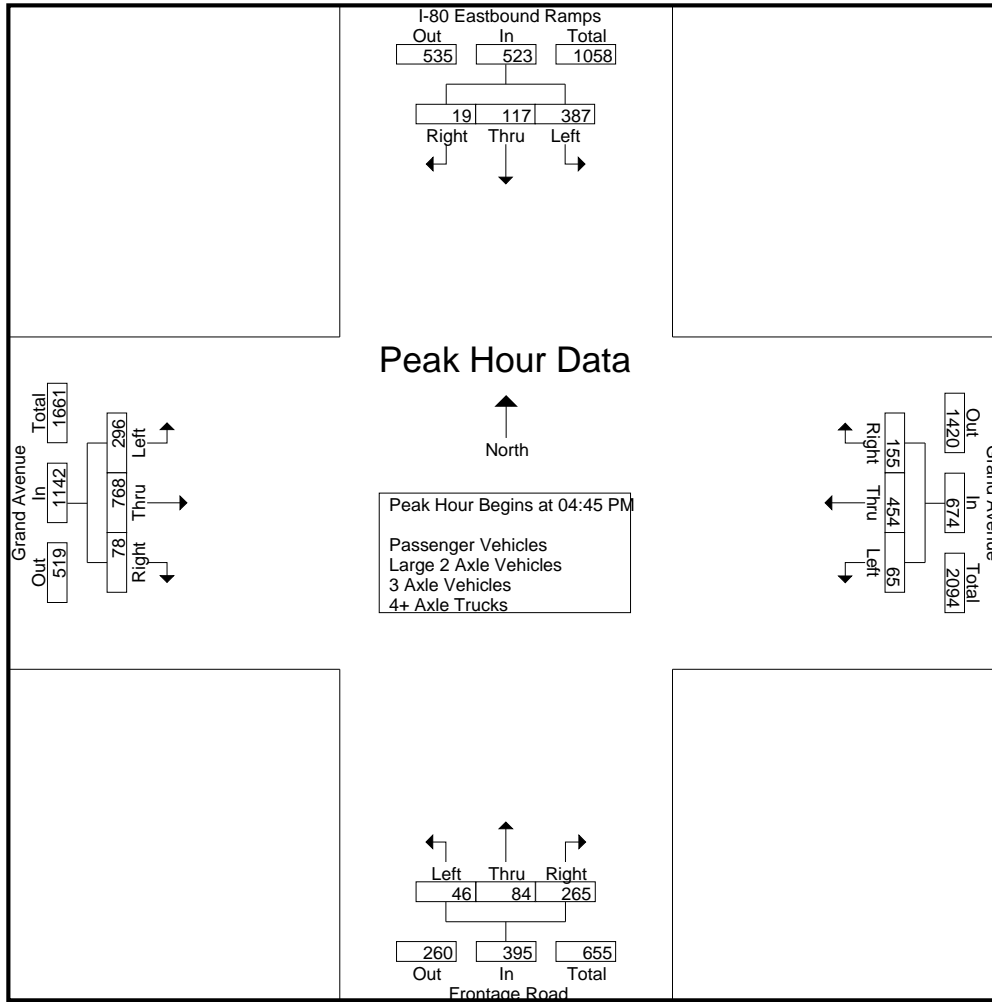 I-80 Eastbound Ramps
Out In Total
535 523 1058
19 117 387
Right Thru Left
Peak Hour Data
North
Peak Hour Begins at 04:45 PM
Passenger Vehicles
Large 2 Axle Vehicles
3 Axle Vehicles
4+ Axle Trucks
Grand Avenue
Out In Total
519 1142 1661
78 768 296
Right Thru Left
Grand Avenue
Out In Total
1420 674 2094
155 454 65
Right Thru Left
Left Thru Right
46 84 265
260 395 655
Out In Total
Frontage Road